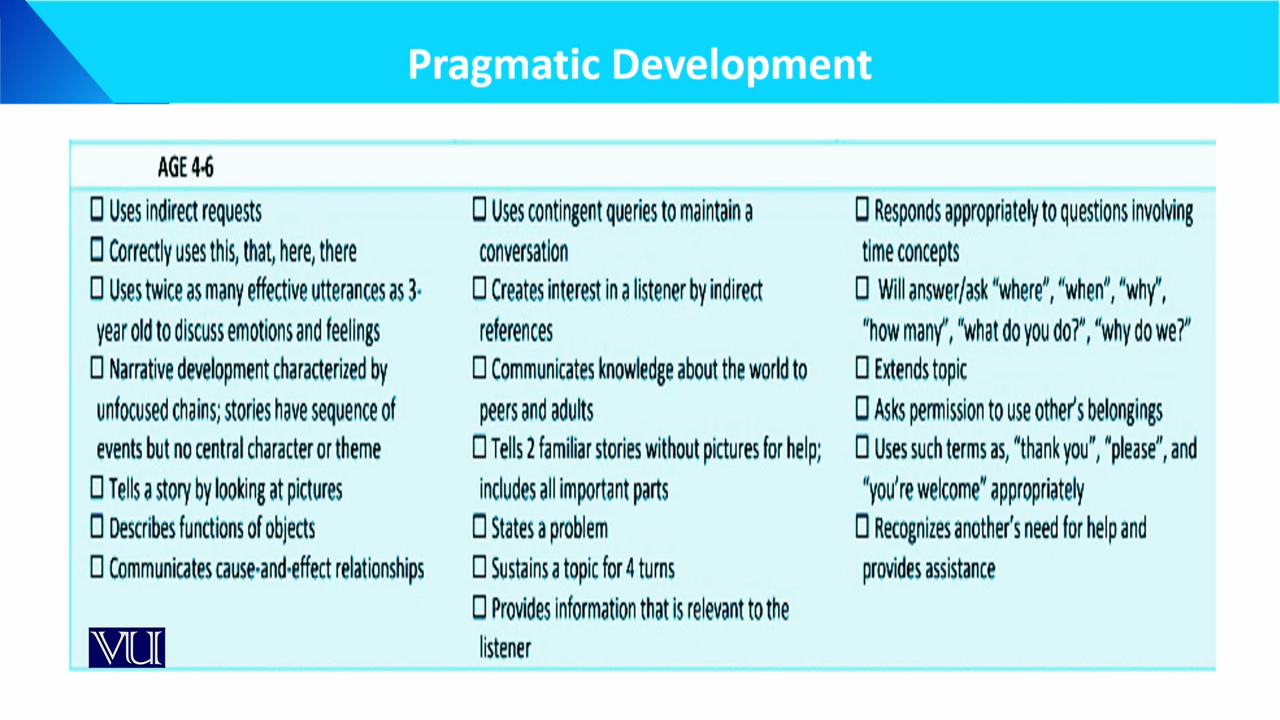 Pragmatic Development
AGE 4-6
☐ Uses indirect requests
☐ Correctly uses this, that, here, there
☐ Uses twice as many effective utterances as 3-
year old to discuss emotions and feelings
☐ Narrative development characterized by
unfocused chains; stories have sequence of
events but no central character or theme
☐ Tells a story by looking at pictures
☐ Describes functions of objects
☐ Communicates cause-and-effect relationships
☐ Uses contingent queries to maintain a
conversation
☐ Creates interest in a listener by indirect
references
☐ Communicates knowledge about the world to
peers and adults
☐ Tells 2 familiar stories without pictures for help;
includes all important parts
☐ States a problem
☐ Sustains a topic for 4 turns
☐ Provides information that is relevant to the
listener
☐ Responds appropriately to questions involving
time concepts
☐ Will answer/ask “where”, “when”, “why”,
“how many”, “what do you do?”, “why do we?”
☐ Extends topic
☐ Asks permission to use other’s belongings
☐ Uses such terms as, “thank you”, “please”, and
“you’re welcome” appropriately
☐ Recognizes another’s need for help and
provides assistance
VU